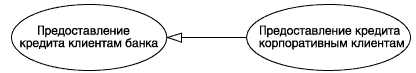 Предоставление
кредита клиентам банка
Предоставление кредита
корпоративным клиентам